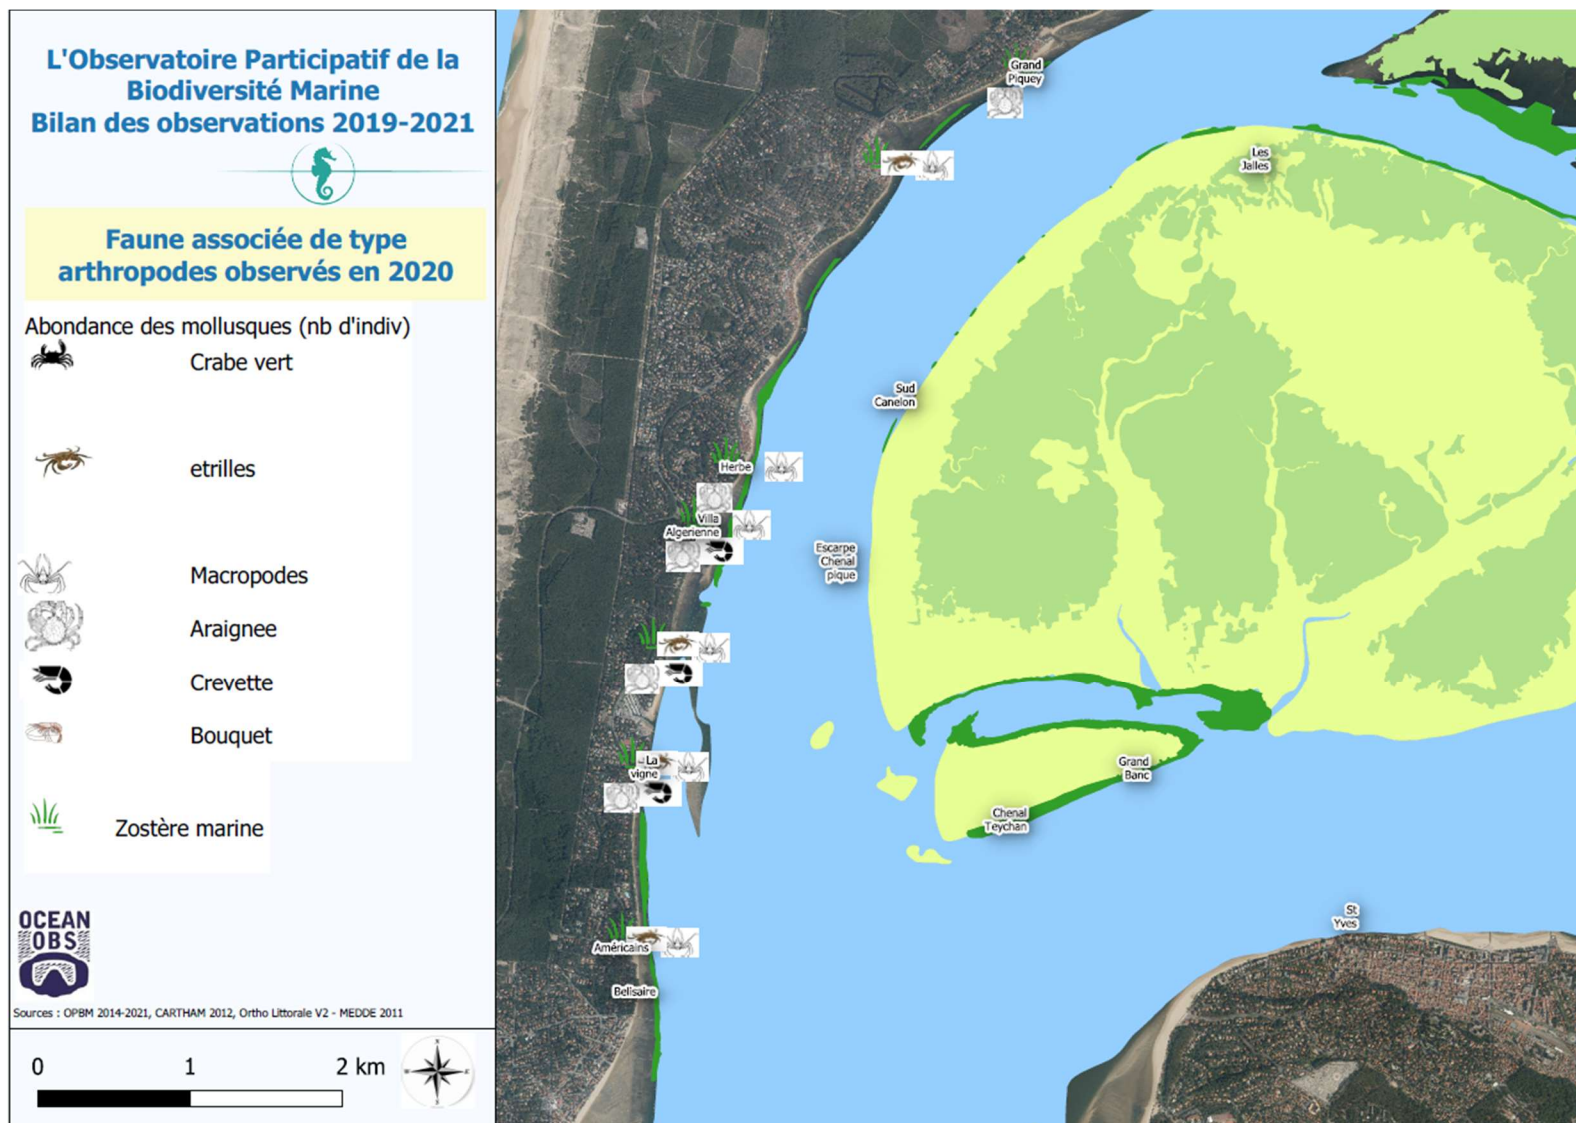 L'Observatoire Participatif de la
Biodiversité Marine
Bilan des observations 2019-2021
Faune associée de type
arthropodes observés en 2020
Abondance des mollusques (nb d'indiv)
Crabe vert
etrilles
Macropodes
Araignee
Crevette
Bouquet
Zostère marine
OCEAN
OBS
Sources : OPBM 2014-2021, CARTHAM 2012, Ortho Littorale V2 - MEDDE 2011
0 1 2 km
Grand
Piquey
Les
Jalles
Sud
Canelon
Herbe
Villa
Algerienne
Escarpe
Chenal
pique
La
vigne
Grand
Banc
Chenal
Teychan
St
Yves
Américains
Belisaire